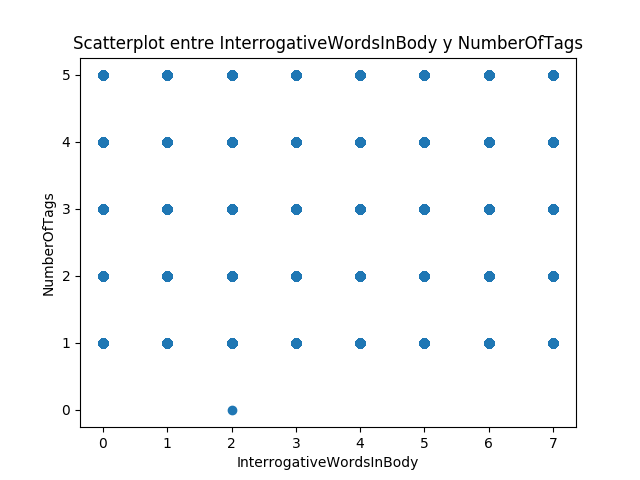 Scatterplot entre InterrogativeWordsInBody y NumberOfTags
5
4
3
2
1
0
NumberOfTags
0 1 2 3 4 5 6 7
InterrogativeWordsInBody